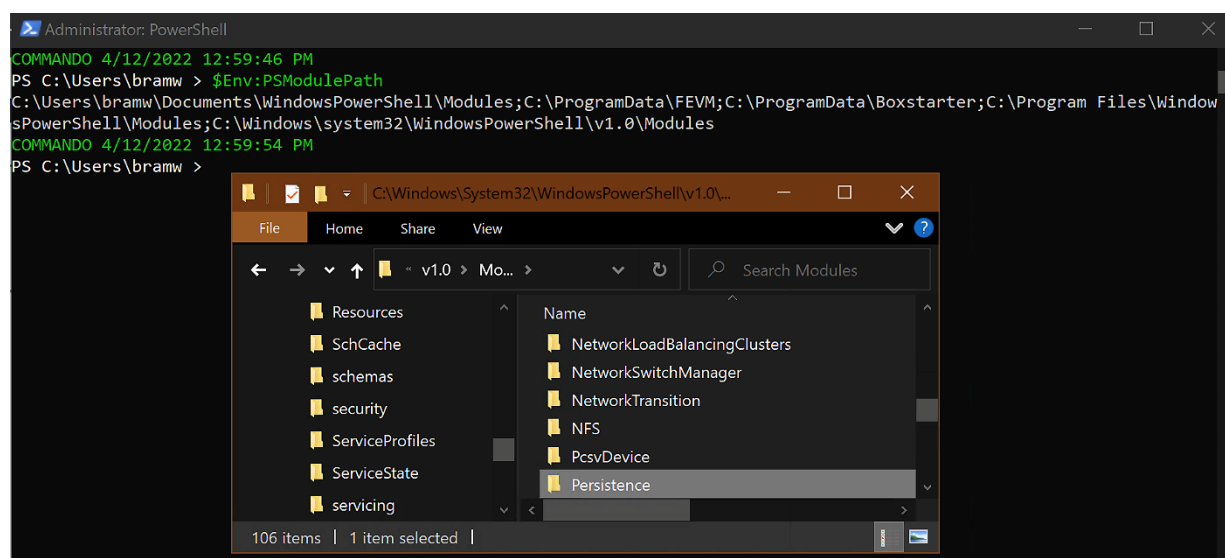 Administrator: PowerShell
COMMANDO 4/12/2022 12:59:46 PM
PS C:\Users\bramw > $Env:PSModulePath
C:\Users\bramw\Documents\WindowsPowerShell\Modules;C:\ProgramData\FEVM;C:\ProgramData\Boxstarter;C:\Program Files\Window
sPowerShell\Modules;C:\Windows\system32\WindowsPowerShell\v1.0\Modules
COMMANDO 4/12/2022 12:59:54 PM
PS C:\Users\bramw >
C:\Windows\System32\WindowsPowerShell\v1.0\...
File Home Share View
v1.0 > Mo... > Search Modules
Resources
SchCache
schemas
security
ServiceProfiles
ServiceState
servicing
Name
NetworkLoadBalancingClusters
NetworkSwitchManager
NetworkTransition
NFS
PcsvDevice
Persistence
106 items 1 item selected